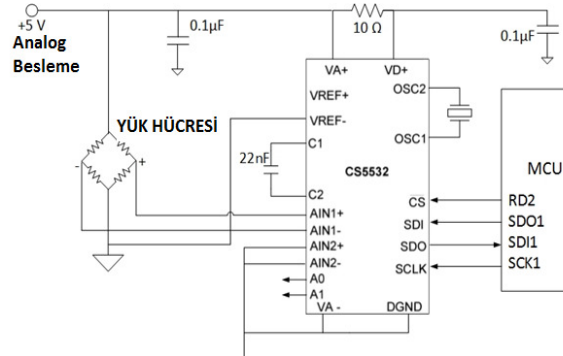 +5 V
Analog
Besleme
0.1µF
10 Ω
0.1µF
VA+
VD+
VREF+
VREF-
OSC2
OSC1
YÜK HÜCRESİ
-
+
22nF
C1
C2
CS5532
MCU
AIN1+
AIN1-
AIN2+
AIN2-
A0
A1
VA -
DGND
CS
SDI
SDO
SCLK
RD2
SDO1
SDI1
SCK1